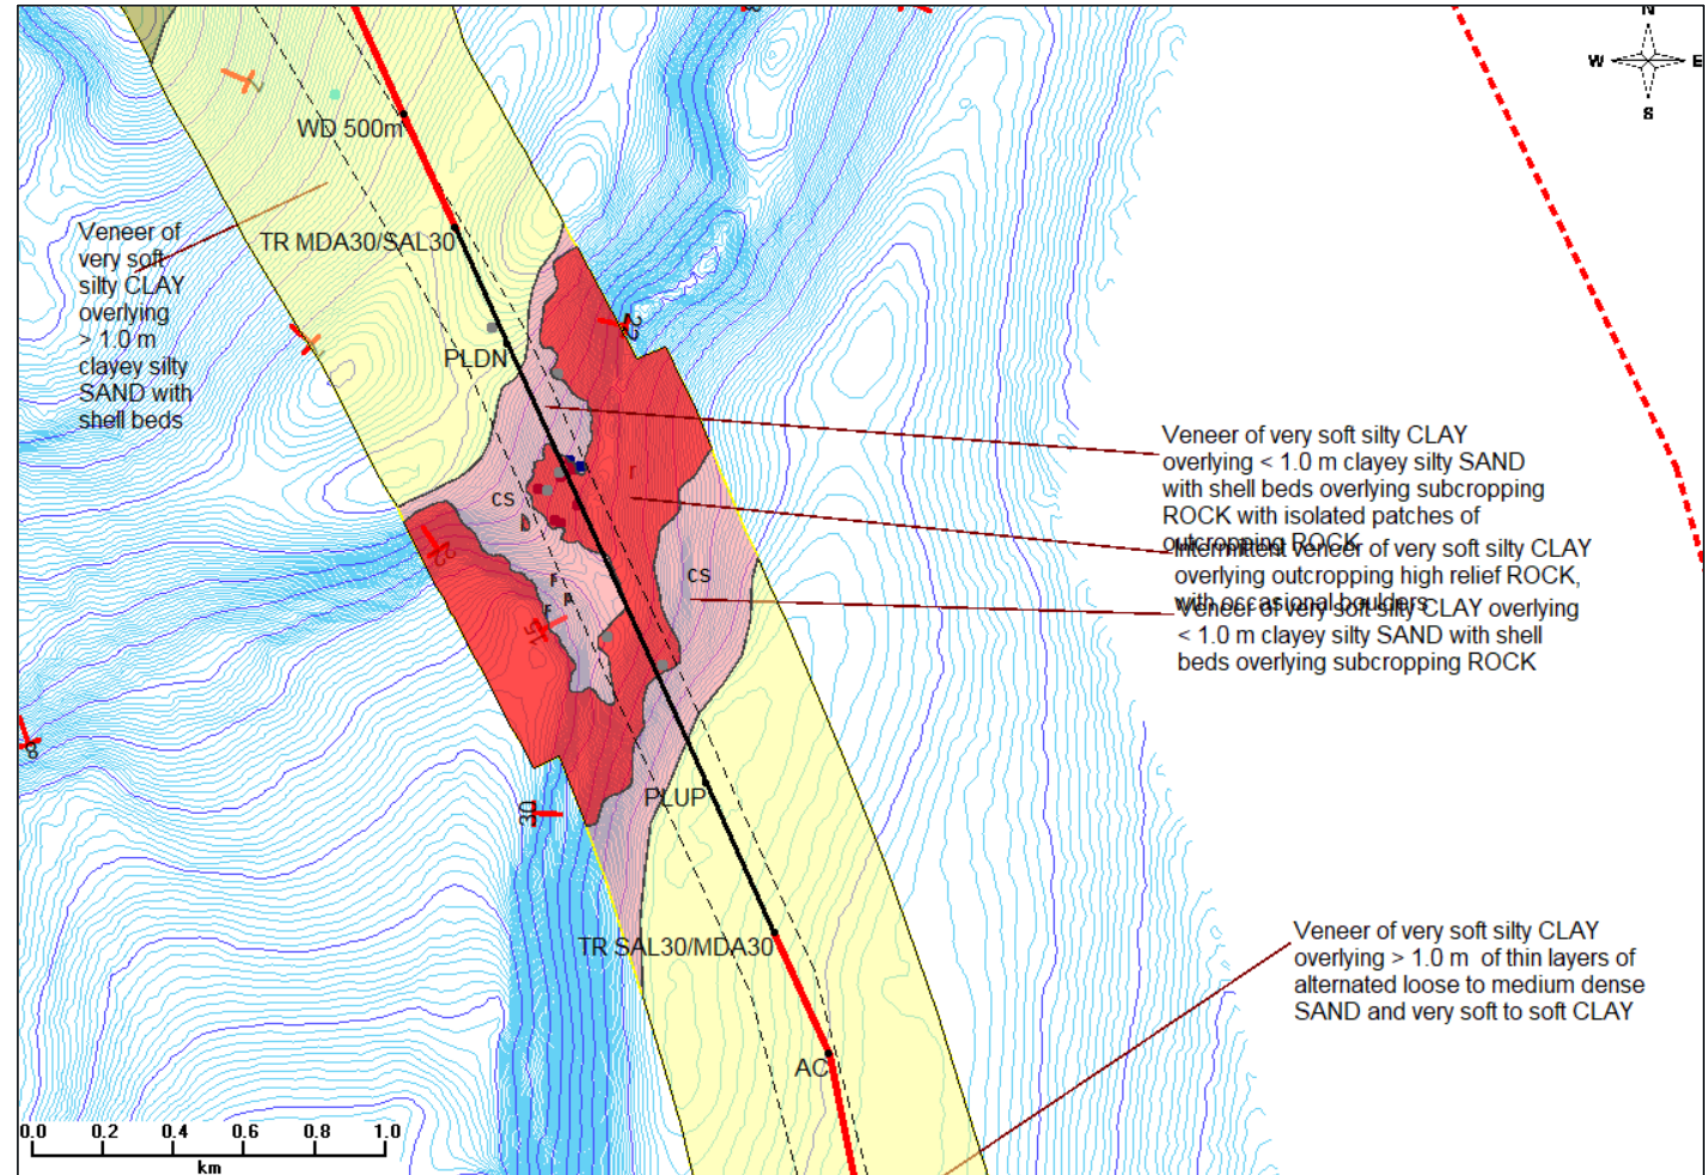 N
W E
S
WD 500m
7
Veneer of
very soft
silty CLAY
overlying
> 1.0 m
clayey silty
SAND with
shell beds
TR MDA30/SAL30
22
PLDN
Veneer of very soft silty CLAY
overlying < 1.0 m clayey silty SAND
with shell beds overlying subcropping
ROCK with isolated patches of
outcropping ROCK
r
cs
Intermittent veneer of very soft silty CLAY
overlying outcropping high relief ROCK,
with occasional boulders
cs
Veneer of very soft silty CLAY overlying
< 1.0 m clayey silty SAND with shell
beds overlying subcropping ROCK
r
15
8
PLUP
30
TR SAL30/MDA30
Veneer of very soft silty CLAY
overlying > 1.0 m of thin layers of
alternated loose to medium dense
SAND and very soft to soft CLAY
AC
0.0 0.2 0.4 0.6 0.8 1.0
km